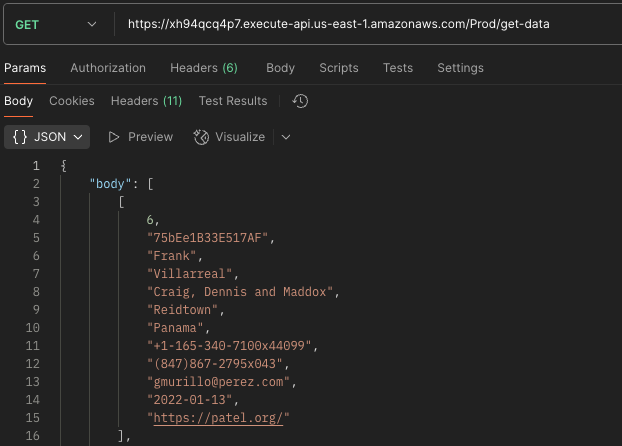 GET https://xh94qcq4p7.execute-api.us-east-1.amazonaws.com/Prod/get-data
Params Authorization Headers (6) Body Scripts Tests Settings
Body Cookies Headers (11) Test Results
{} JSON Preview Visualize
1 {
2 "body": [
3 [
4 6,
5 "75bEe1B33E517AF",
6 "Frank",
7 "Villarreal",
8 "Craig, Dennis and Maddox",
9 "Reidtown",
10 "Panama",
11 "+1-165-340-7100x44099",
12 "(847)867-2795x043",
13 "gmurillo@perez.com",
14 "2022-01-13",
15 "https://patel.org/"
16 ],